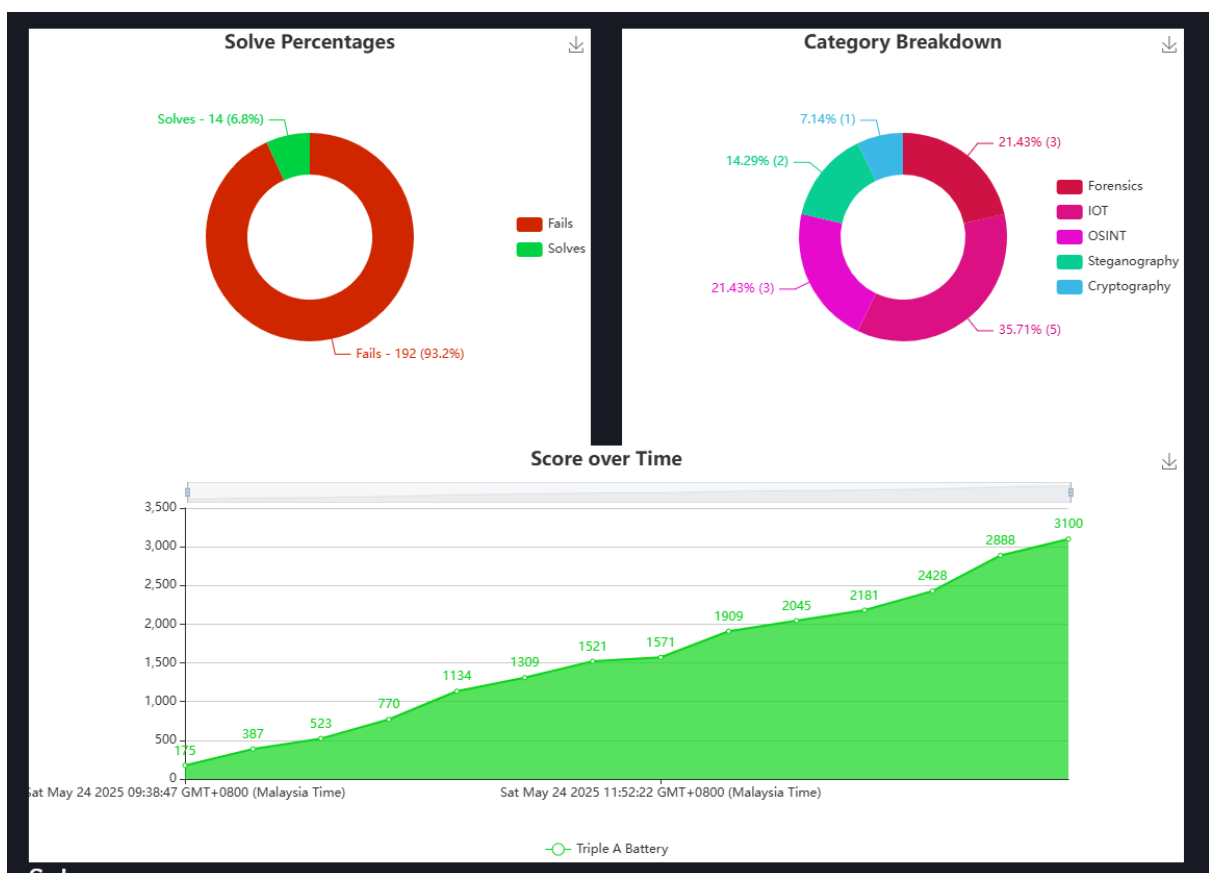 Solve Percentages
Solves - 14 (6.8%)
Fails
Solves
Fails - 192 (93.2%)
Category Breakdown
7.14% (1)
21.43% (3)
14.29% (2)
Forensics
IOT
OSINT
Steganography
Cryptography
21.43% (3)
35.71% (5)
Score over Time
3,500
3,000
2,500
2,000
1,500
1,000
500
0
175
387
523
770
1134
1309
1521
1571
1909
2045
2181
2428
2888
3100
Sat May 24 2025 09:38:47 GMT+0800 (Malaysia Time)
Sat May 24 2025 11:52:22 GMT+0800 (Malaysia Time)
Triple A Battery